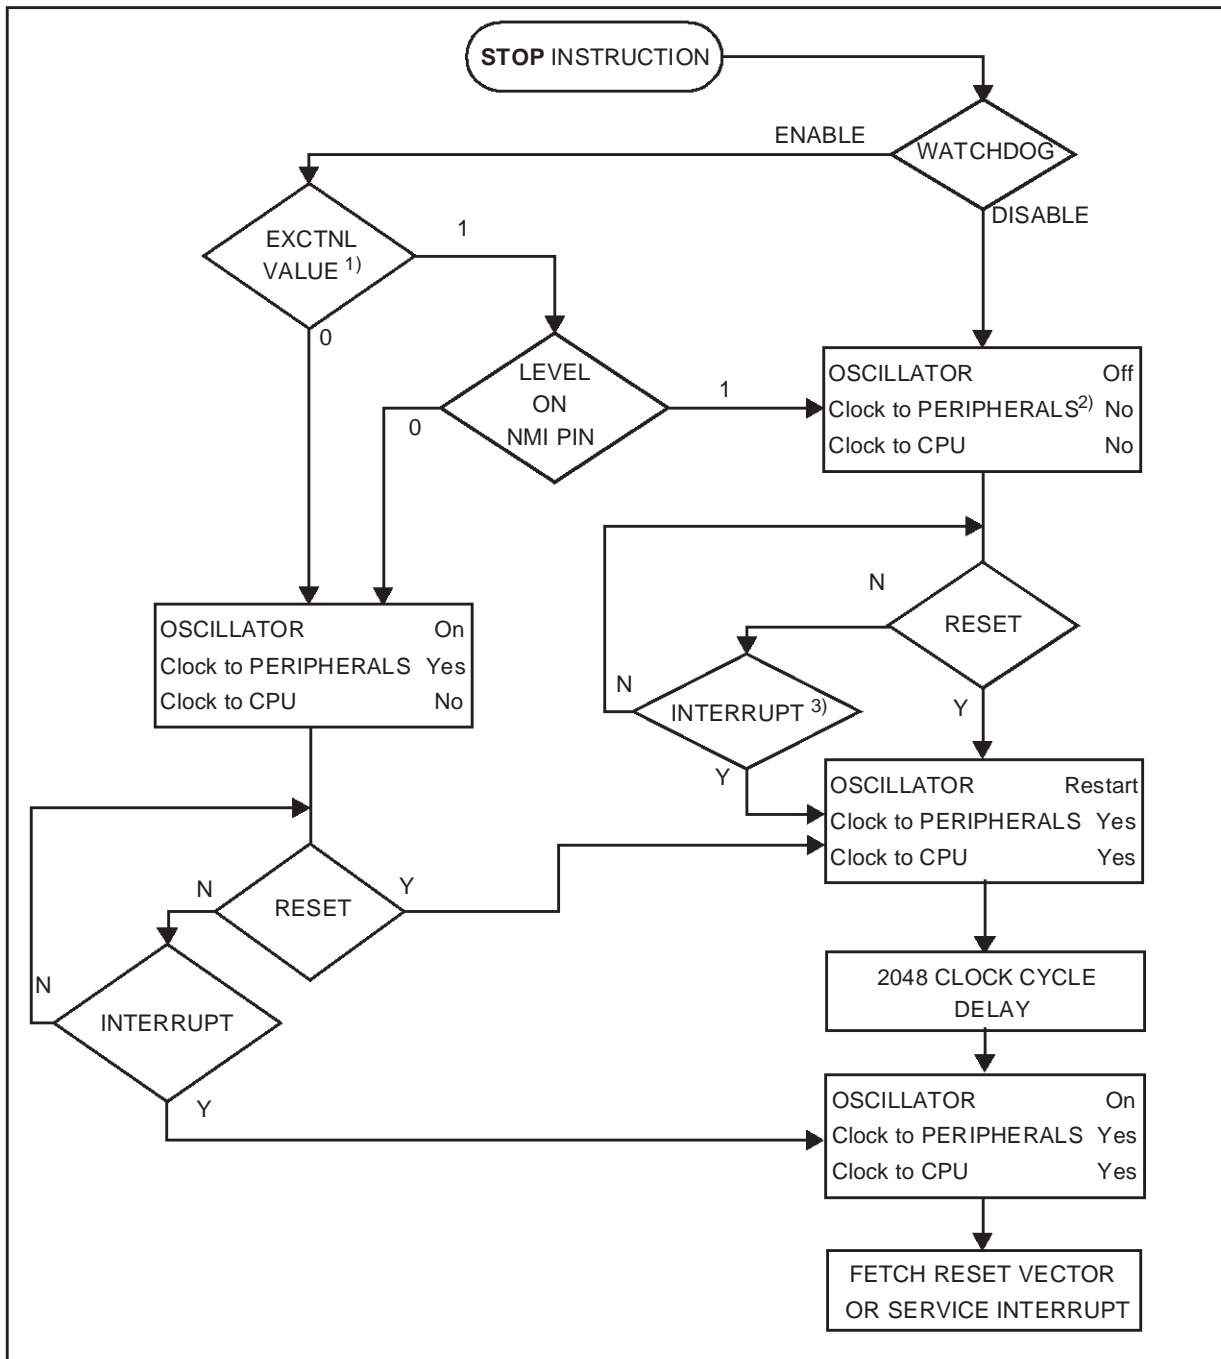 STOP INSTRUCTION
ENABLE
WATCHDOG
DISABLE
EXCTNL
VALUE 1)
1
0
LEVEL
ON
NMI PIN
1
0
OSCILLATOR Off
Clock to PERIPHERALS2) No
Clock to CPU No
N
RESET
Y
OSCILLATOR On
Clock to PERIPHERALS Yes
Clock to CPU No
N
INTERRUPT 3)
Y
OSCILLATOR Restart
Clock to PERIPHERALS Yes
Clock to CPU Yes
N
RESET
Y
N
INTERRUPT
Y
2048 CLOCK CYCLE
DELAY
OSCILLATOR On
Clock to PERIPHERALS Yes
Clock to CPU Yes
FETCH RESET VECTOR
OR SERVICE INTERRUPT